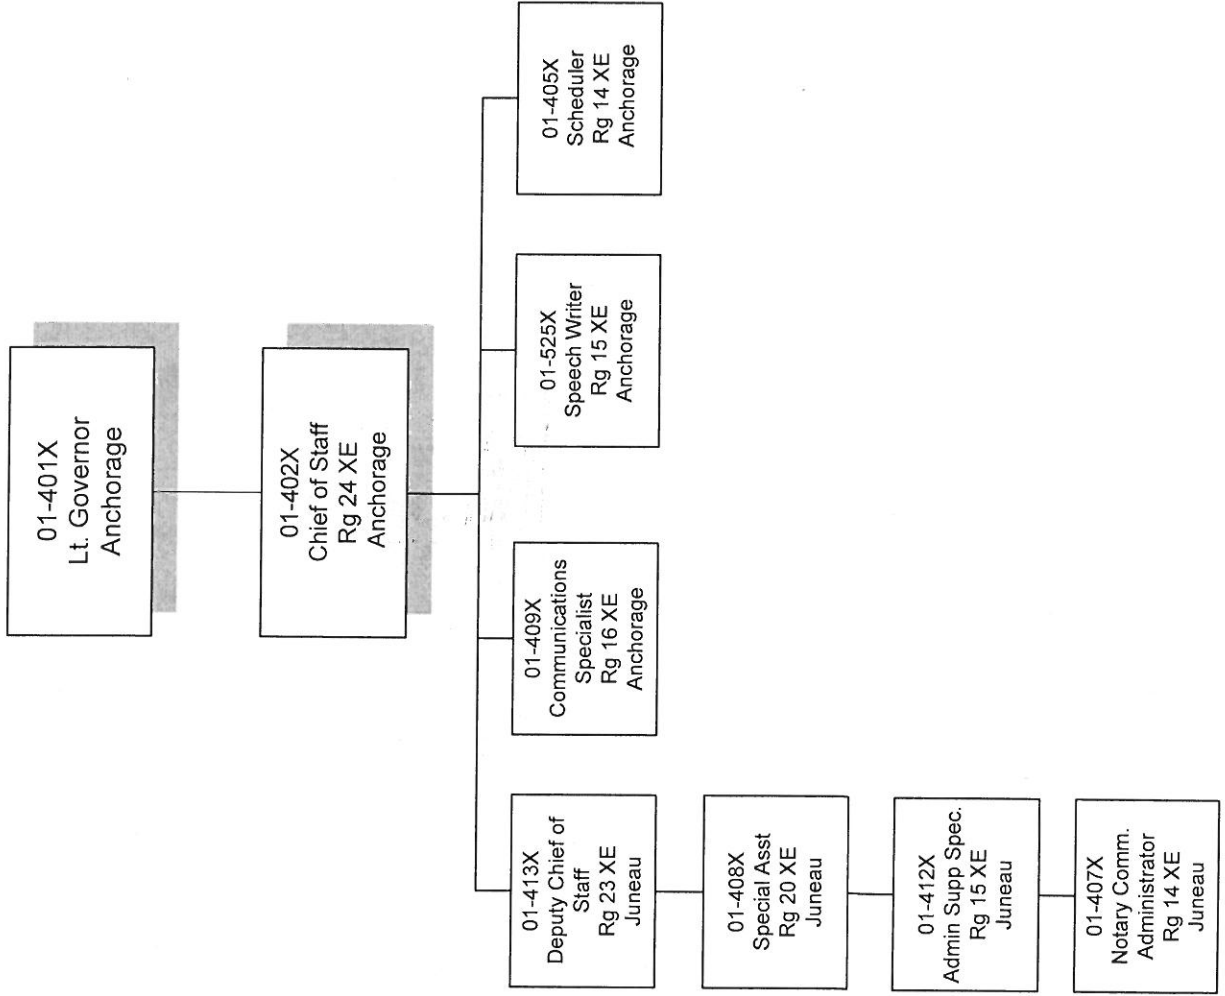 01-401X
Lt. Governor
Anchorage
01-402X
Chief of Staff
Rg 24 XE
Anchorage
01-413X
Deputy Chief of
Staff
Rg 23 XE
Juneau
01-409X
Communications
Specialist
Rg 16 XE
Anchorage
01-525X
Speech Writer
Rg 15 XE
Anchorage
01-405X
Scheduler
Rg 14 XE
Anchorage
01-408X
Special Asst
Rg 20 XE
Juneau
01-412X
Admin Supp Spec.
Rg 15 XE
Juneau
01-407X
Notary Comm.
Administrator
Rg 14 XE
Juneau